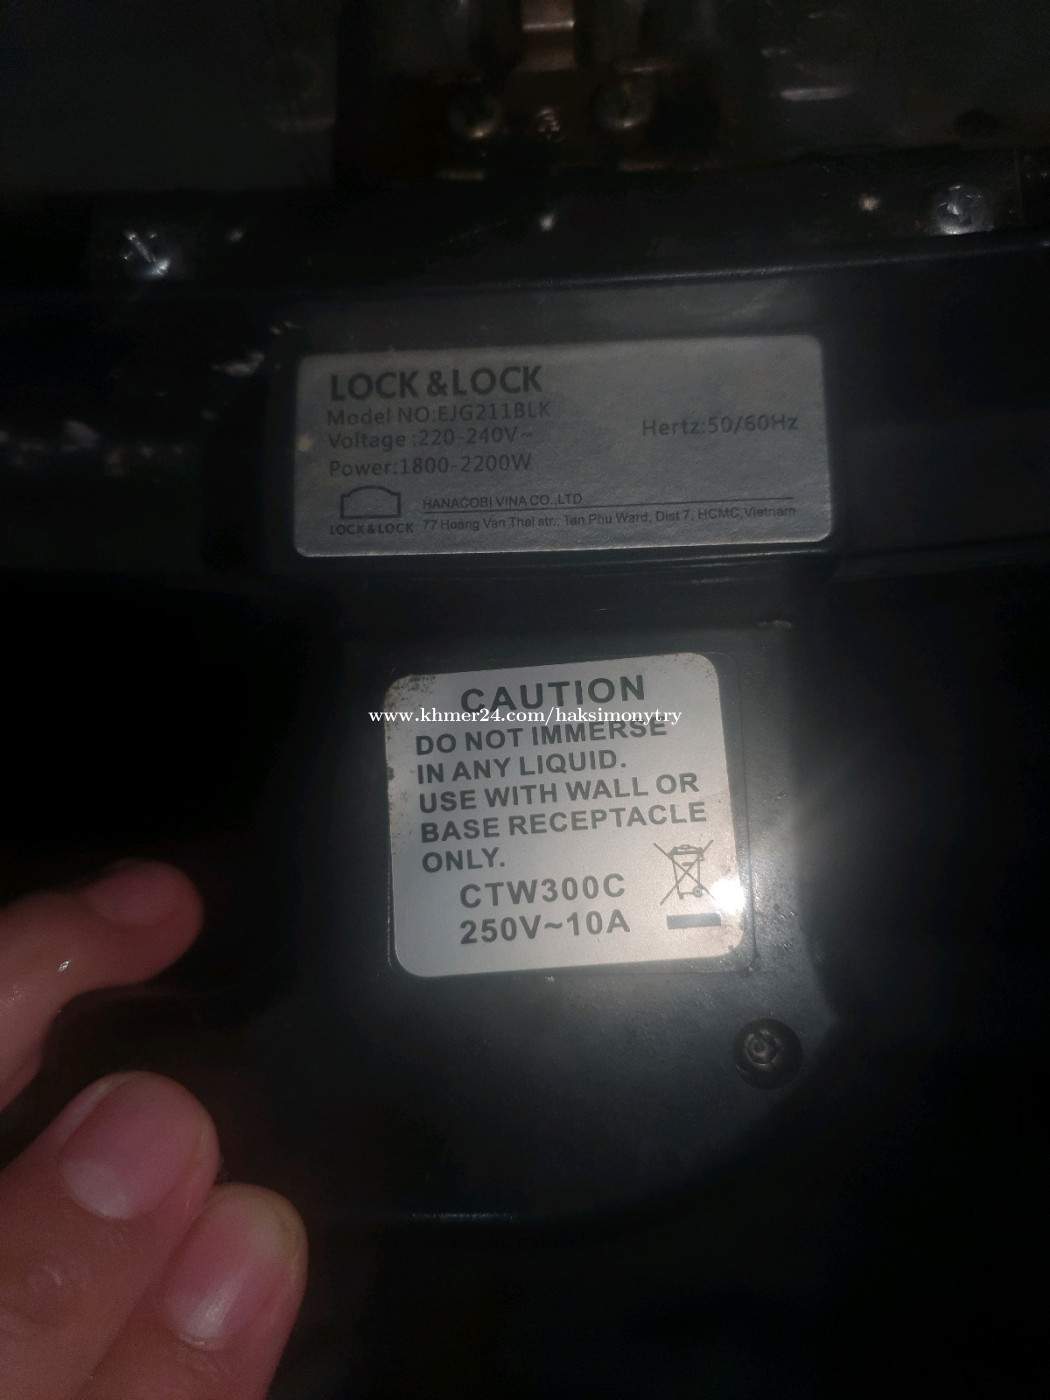 LOCK&LOCK
Model NO:EJG211BLK
Voltage :220-240V~
Hertz:50/60Hz
Power:1800-2200W
HANACOBI VINA CO.,LTD
LOCK&LOCK
77 Hoang Van Thai str., Tan Phu Ward, Dist 7, HCMC, Vietnam
CAUTION
www.khmer24.com/haksimonytry
DO NOT IMMERSE
IN ANY LIQUID.
USE WITH WALL OR
BASE RECEPTACLE
ONLY.
CTW300C
250V~10A